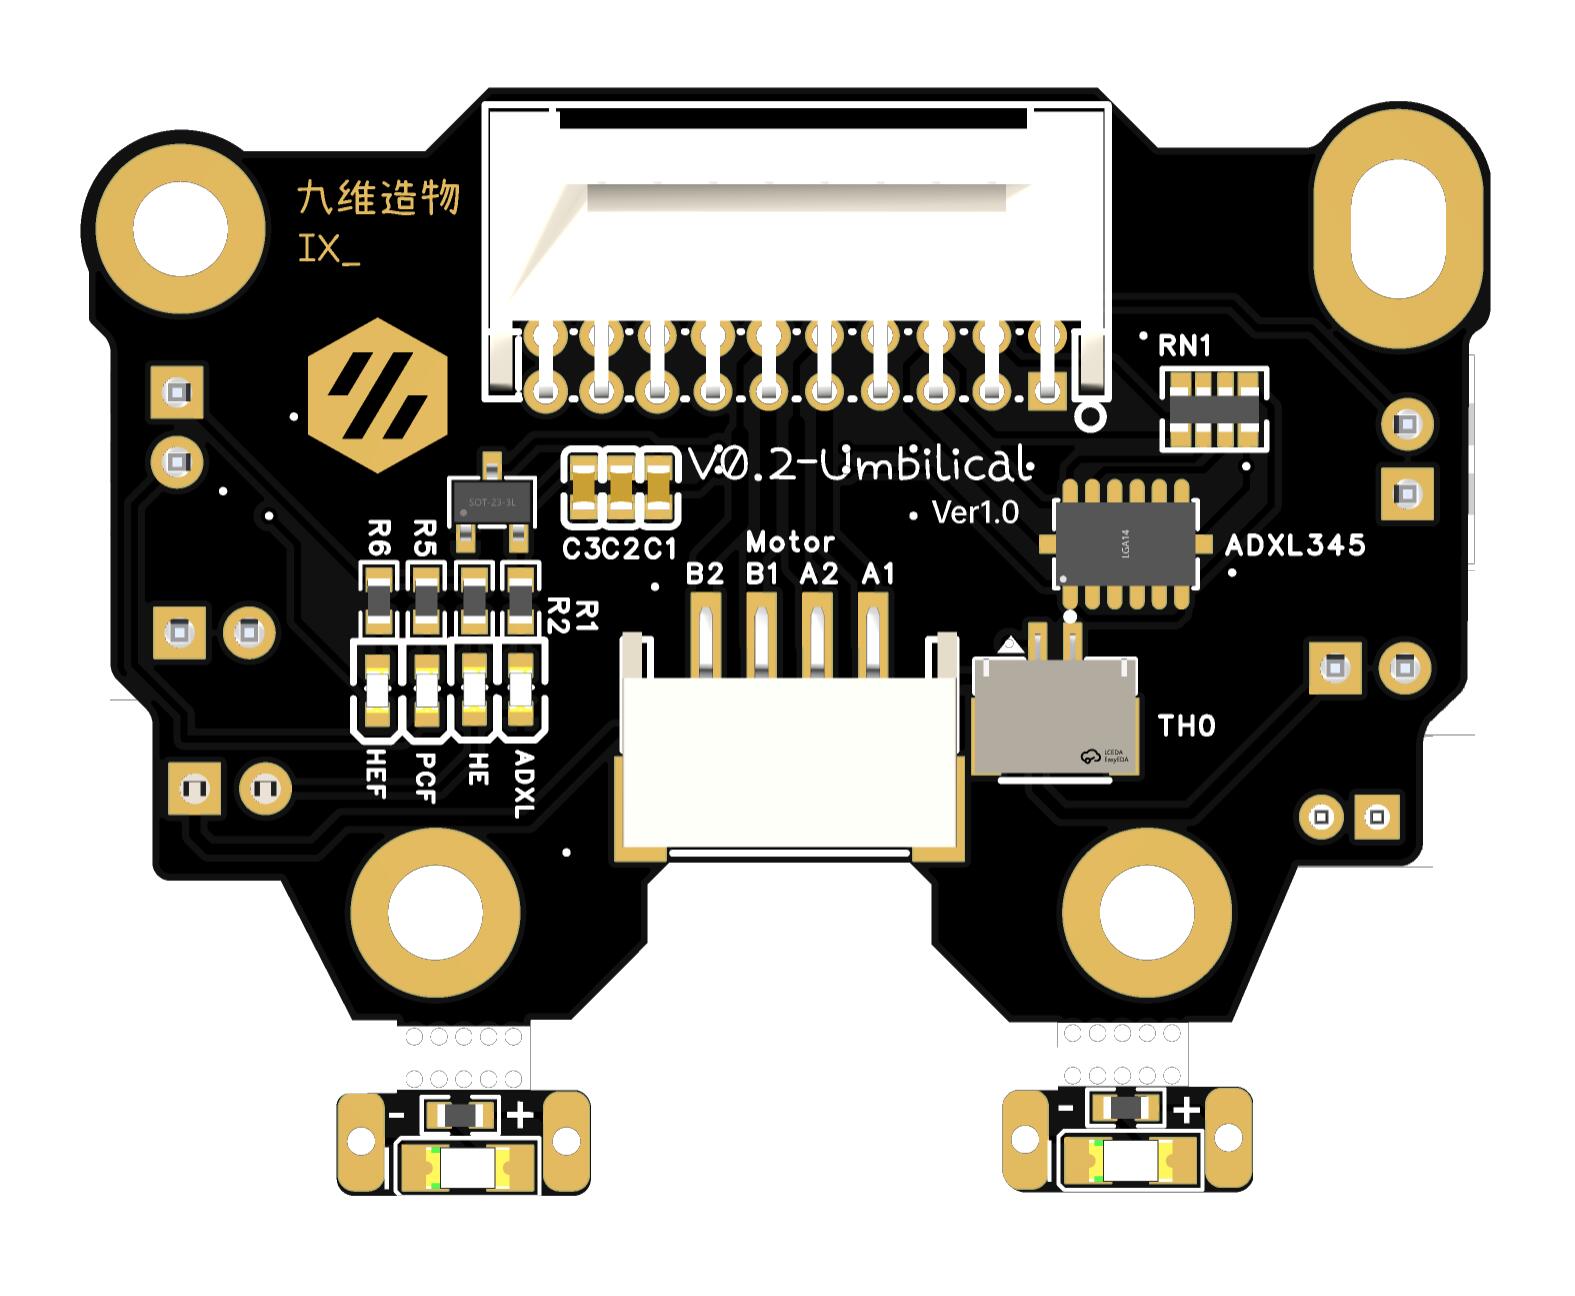 九维造物
IX_
RN1
V0.2-Umbilical
Ver1.0
SOT-23-3L
C3C2C1
Motor
B2 B1 A2 A1
LGA14
ADXL345
R6
R5
R2
R1
TH0
LCEDA
EasyEDA
HEF
PCF
HE
ADXL
- +
- +